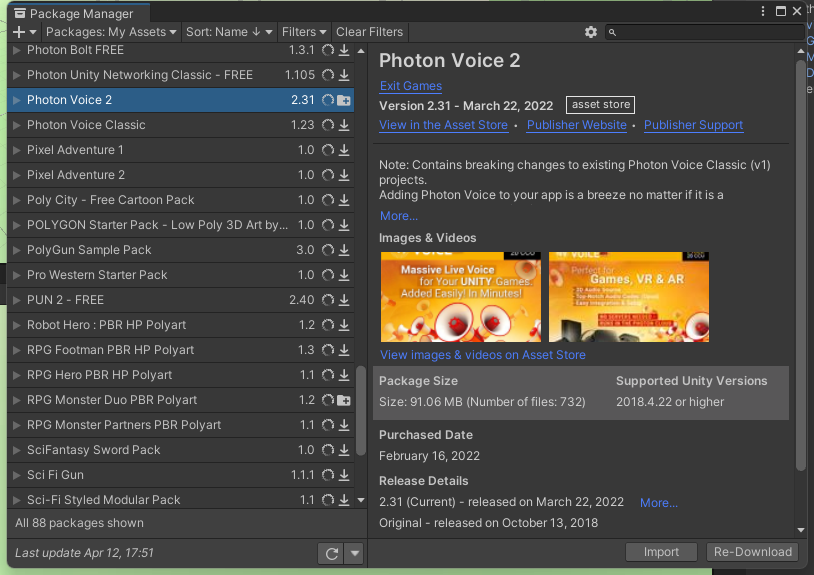 Package Manager
Packages: My Assets Sort: Name ↓ Filters Clear Filters
Photon Bolt FREE 1.3.1
Photon Unity Networking Classic - FREE 1.105
Photon Voice 2 2.31
Photon Voice Classic 1.23
Pixel Adventure 1 1.0
Pixel Adventure 2 1.0
Poly City - Free Cartoon Pack 1.0
POLYGON Starter Pack - Low Poly 3D Art by... 1.0
PolyGun Sample Pack 3.0
Pro Western Starter Pack 1.0
PUN 2 - FREE 2.40
Robot Hero : PBR HP Polyart 1.2
RPG Footman PBR HP Polyart 1.3
RPG Hero PBR HP Polyart 1.1
RPG Monster Duo PBR Polyart 1.2
RPG Monster Partners PBR Polyart 1.1
SciFantasy Sword Pack 1.0
Sci Fi Gun 1.1.1
Sci-Fi Styled Modular Pack 1.1
All 88 packages shown
Last update Apr 12, 17:51
Photon Voice 2
Exit Games
Version 2.31 - March 22, 2022 asset store
View in the Asset Store • Publisher Website • Publisher Support
Note: Contains breaking changes to existing Photon Voice Classic (v1)
projects.
Adding Photon Voice to your app is a breeze no matter if it is a
More...
Images & Videos
VOICE
Massive Live Voice
for Your UNITY Games
Added Easily! In Minutes!
VOICE
Perfect for
Games, VR & AR
View images & videos on Asset Store
Package Size Supported Unity Versions
Size: 91.06 MB (Number of files: 732) 2018.4.22 or higher
Purchased Date
February 16, 2022
Release Details
2.31 (Current) - released on March 22, 2022 More...
Original - released on October 13, 2018
Import Re-Download